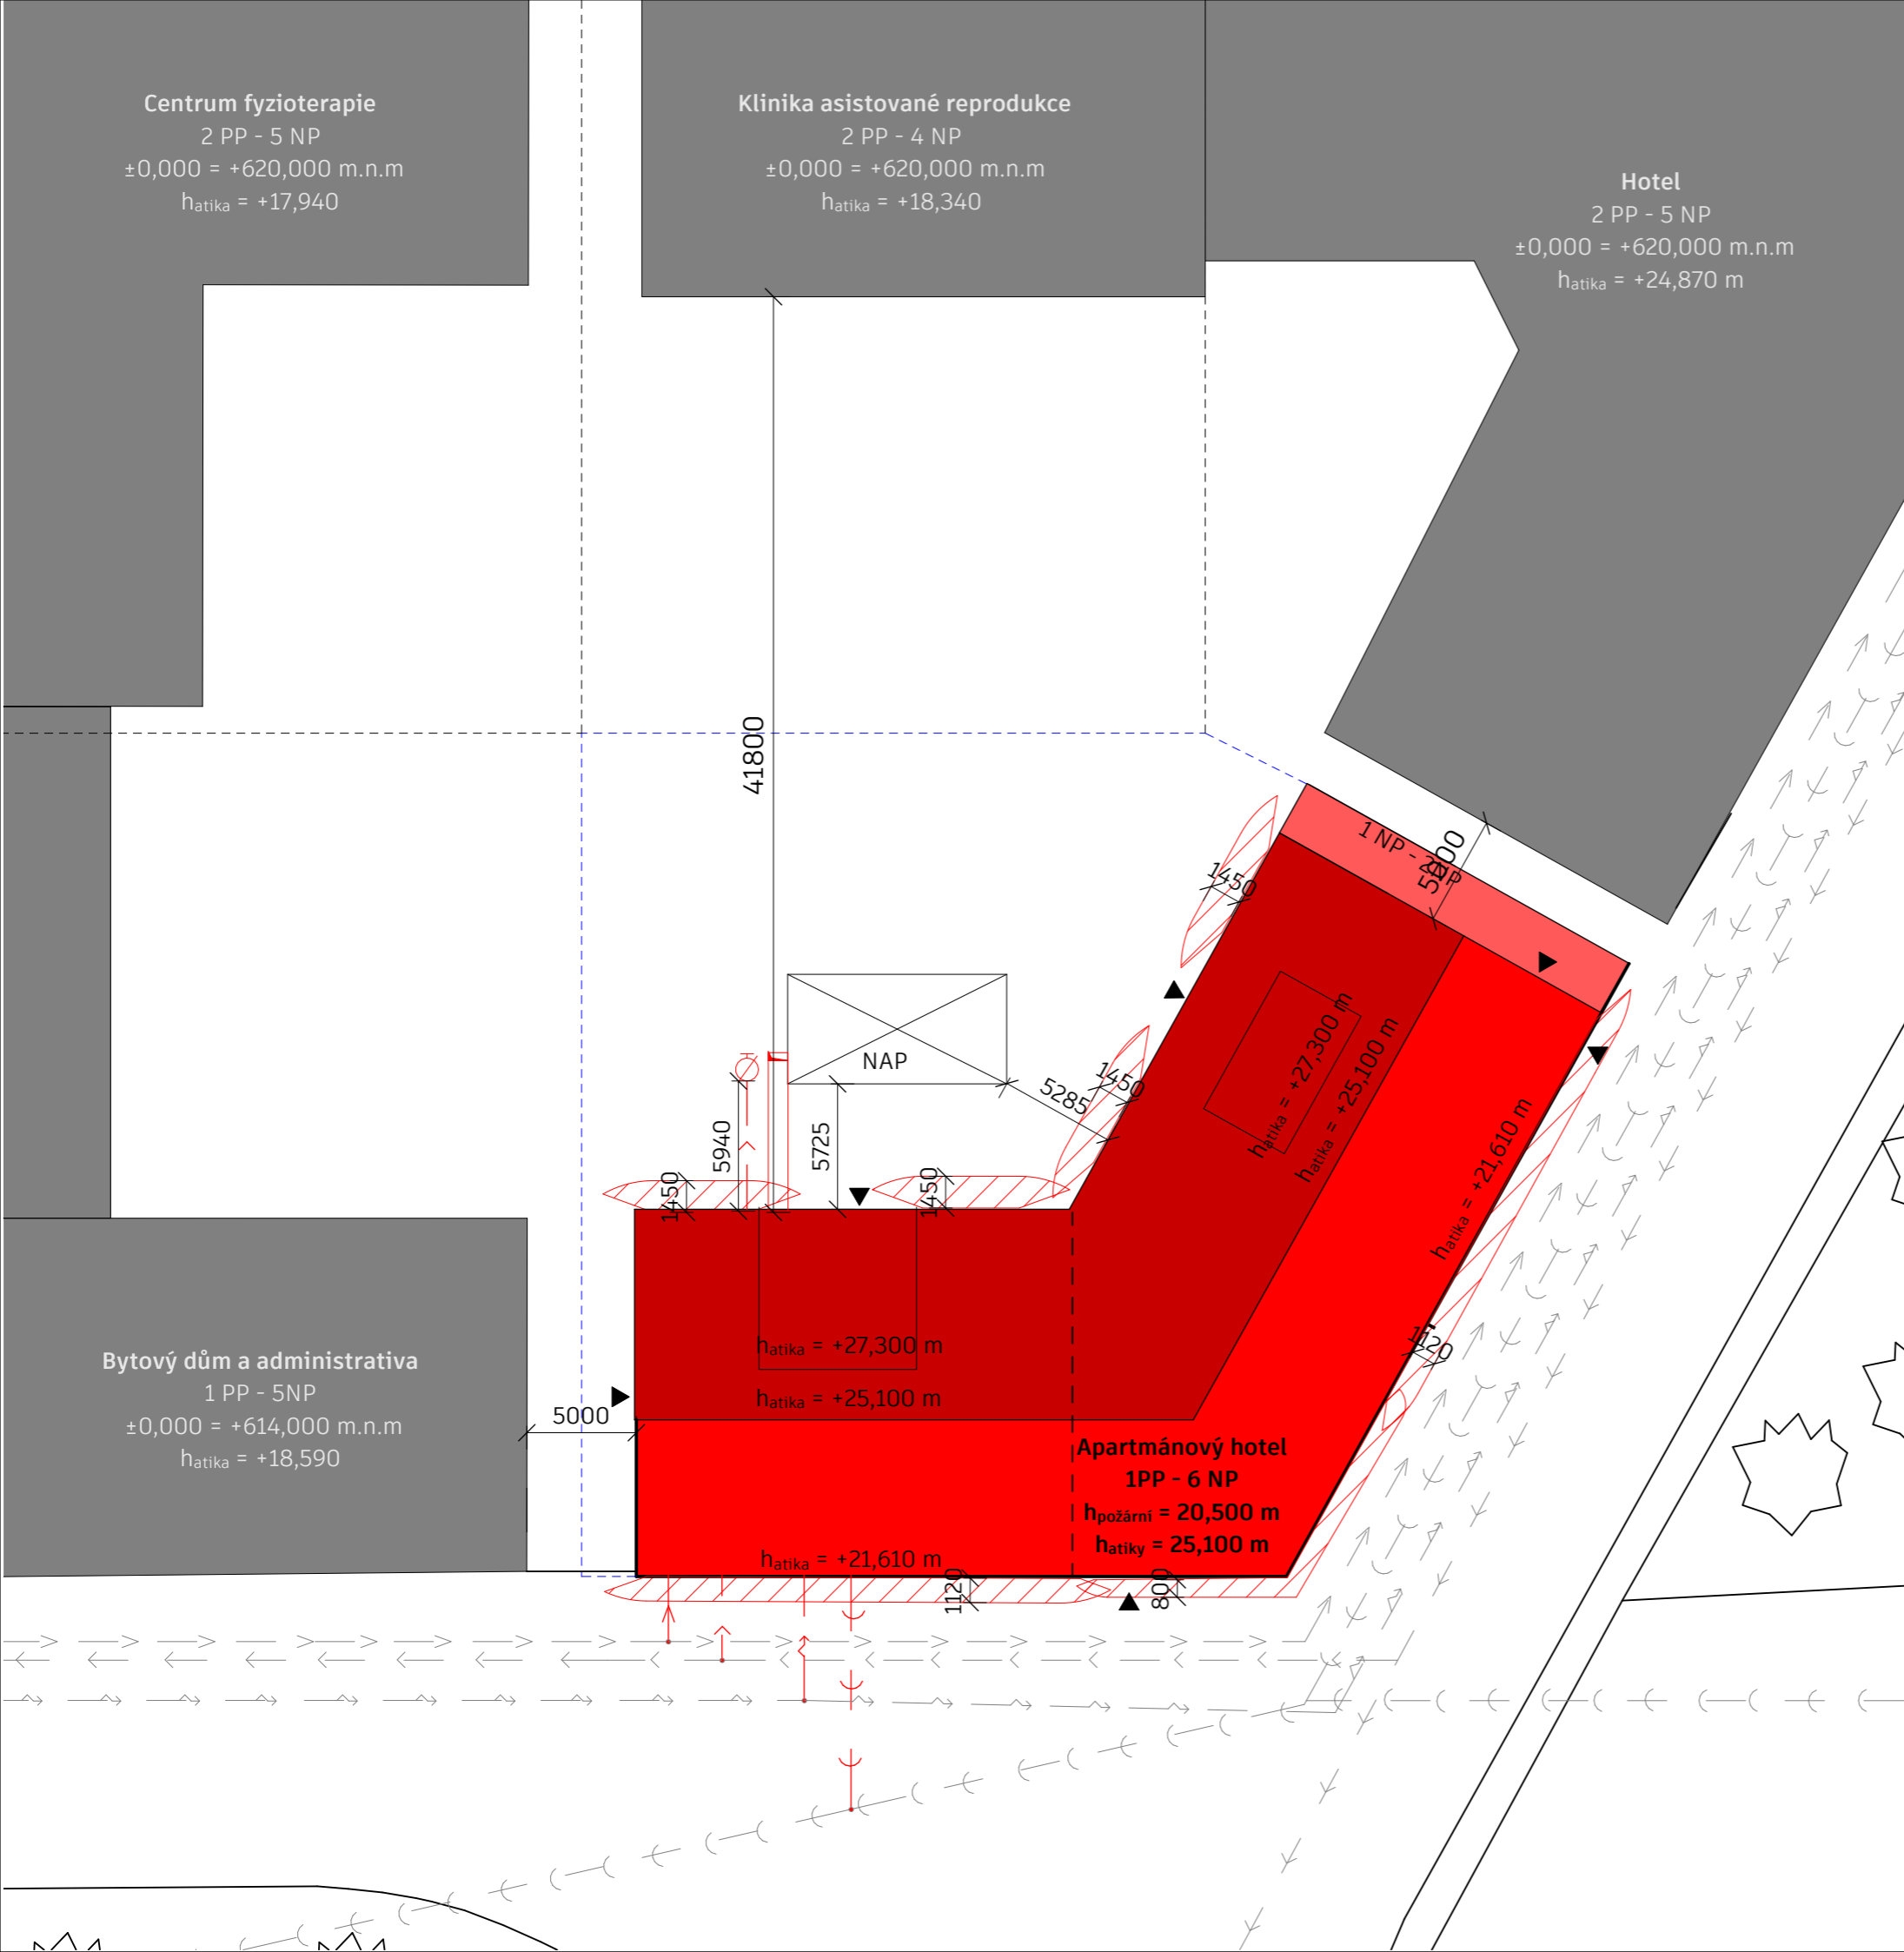 Centrum fyzioterapie
2 PP - 5 NP
±0,000 = +620,000 m.n.m
hatika = +17,940
Klinika asistované reprodukce
2 PP - 4 NP
±0,000 = +620,000 m.n.m
hatika = +18,340
Hotel
2 PP - 5 NP
±0,000 = +620,000 m.n.m
hatika = +24,870 m
41800
1 NP - 2NP
1450
NAP
5285
1450
5940
5725
1450
1450
hatika = +27,300 m
hatika = +25,100 m
hatika = +21,610 m
1120
hatika = +27,300 m
hatika = +25,100 m
Bytový dům a administrativa
1 PP - 5NP
±0,000 = +614,000 m.n.m
hatika = +18,590
5000
Apartmánový hotel
1PP - 6 NP
hpožární = 20,500 m
hatiky = 25,100 m
hatika = +21,610 m
1120
800